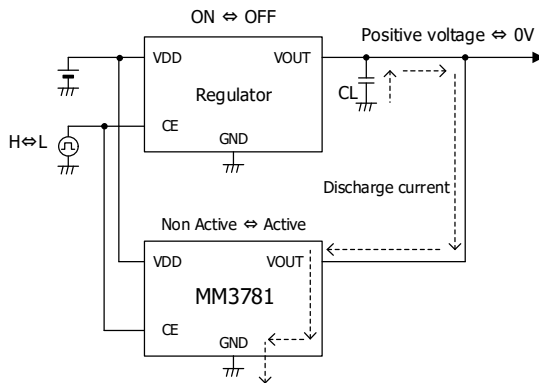 ON ⇔ OFF
Positive voltage ⇔ 0V
VDD
VOUT
Regulator
CL
CE
H⇔L
GND
Discharge current
Non Active ⇔ Active
VDD
VOUT
MM3781
CE
GND